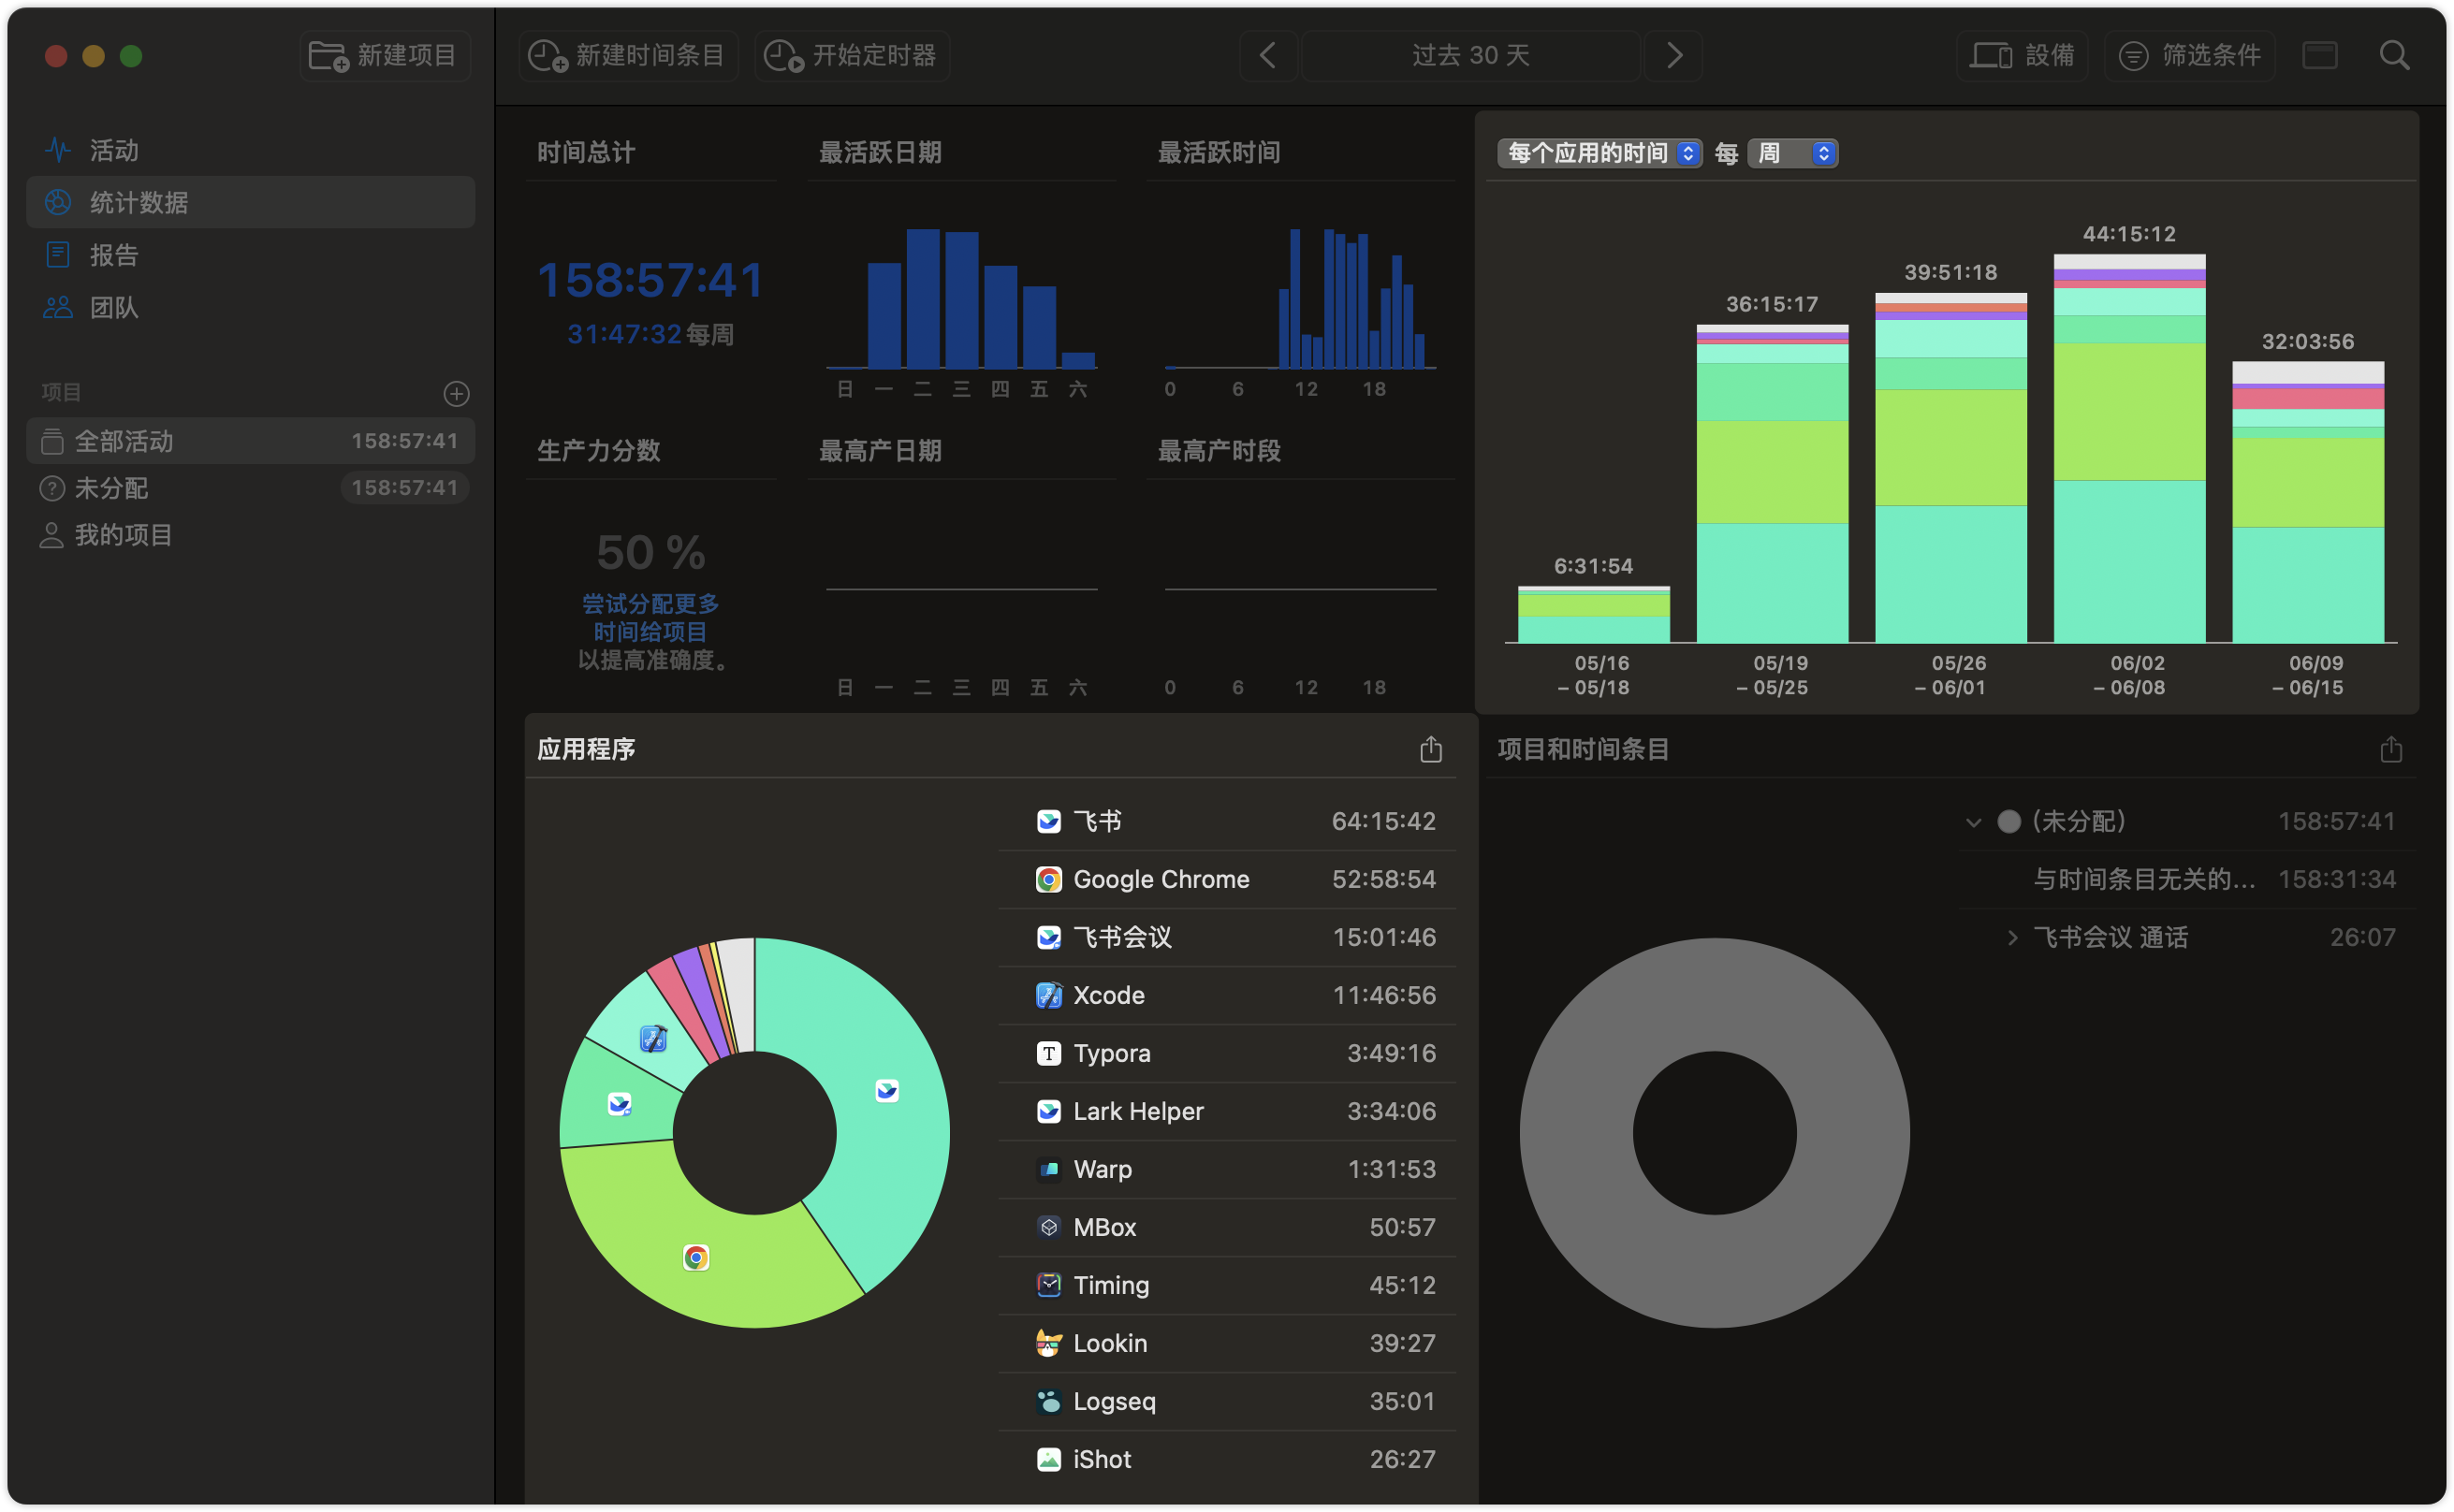 新建项目
新建时间条目
开始定时器
过去 30 天
設備
筛选条件
活动
统计数据
报告
团队
项目
全部活动 158:57:41
未分配 158:57:41
我的项目
时间总计
158:57:41
31:47:32 每周
最活跃日期
日 一 二 三 四 五 六
最活跃时间
0 6 12 18
生产力分数
50 %
尝试分配更多
时间给项目
以提高准确度。
最高产日期
日 一 二 三 四 五 六
最高产时段
0 6 12 18
每个应用的时间 每 周
6:31:54
36:15:17
39:51:18
44:15:12
32:03:56
05/16
– 05/18
05/19
– 05/25
05/26
– 06/01
06/02
– 06/08
06/09
– 06/15
应用程序
飞书 64:15:42
Google Chrome 52:58:54
飞书会议 15:01:46
Xcode 11:46:56
T Typora 3:49:16
Lark Helper 3:34:06
Warp 1:31:53
MBox 50:57
Timing 45:12
Lookin 39:27
Logseq 35:01
iShot 26:27
项目和时间条目
(未分配) 158:57:41
与时间条目无关的... 158:31:34
飞书会议 通话 26:07